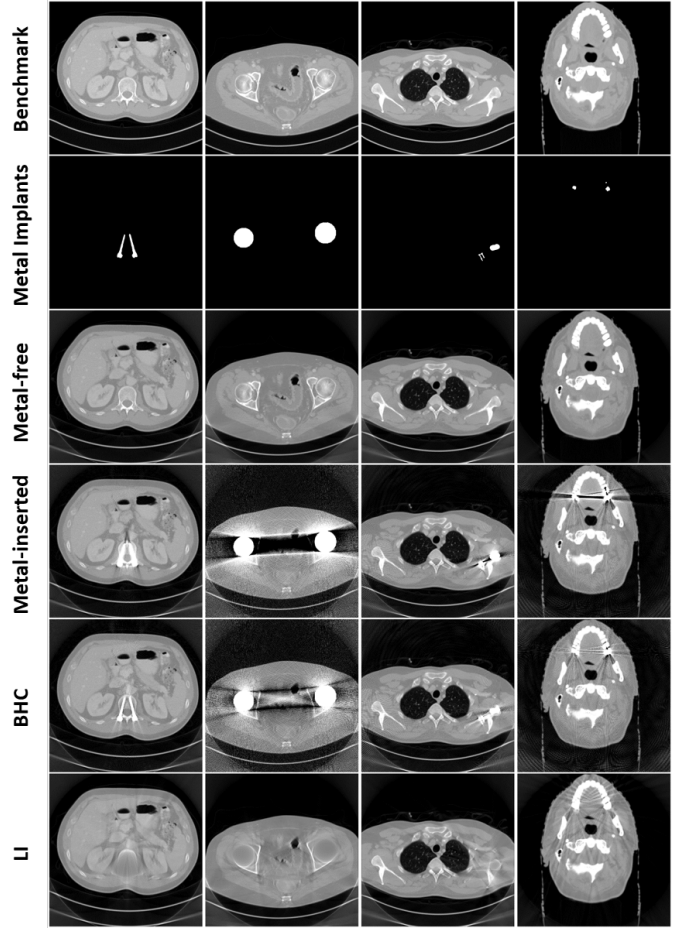 Benchmark
Metal Implants
Metal-free
Metal-inserted
BHC
LI